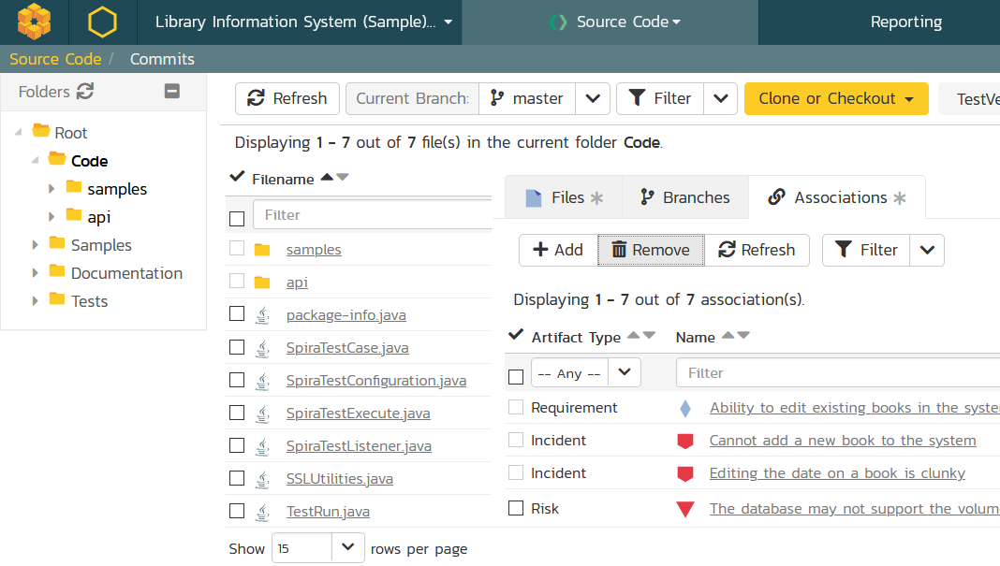 Library Information System (Sample)... Source Code Reporting
Source Code / Commits
Folders
Root
Code
samples
api
Samples
Documentation
Tests
Refresh Current Branch: master Filter Clone or Checkout TestVe
Displaying 1 - 7 out of 7 file(s) in the current folder Code.
Filename
Filter
samples
api
package-info.java
SpiraTestCase.java
SpiraTestConfiguration.java
SpiraTestExecute.java
SpiraTestListener.java
SSLUtilities.java
TestRun.java
Show 15 rows per page
Files Branches Associations
Add Remove Refresh Filter
Displaying 1 - 7 out of 7 association(s).
Artifact Type Name
-- Any -- Filter
Requirement Ability to edit existing books in the syste
Incident Cannot add a new book to the system
Incident Editing the date on a book is clunky
Risk The database may not support the volum